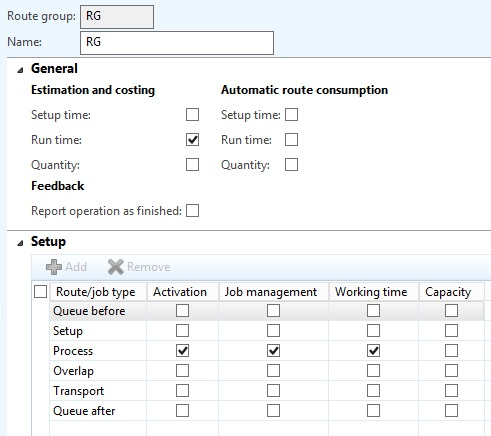 Route group: RG
Name: RG
General
Estimation and costing Automatic route consumption
Setup time: Setup time:
Run time: Run time:
Quantity: Quantity:
Feedback
Report operation as finished:
Setup
Add Remove
Route/job type Activation Job management Working time Capacity
Queue before
Setup
Process
Overlap
Transport
Queue after